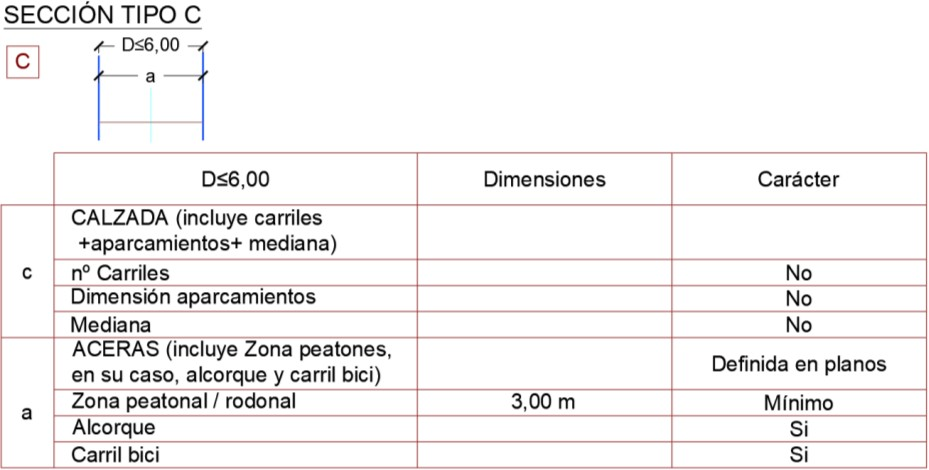 SECCIÓN TIPO C
C
D≤6,00
a
D≤6,00 Dimensiones Carácter
c
CALZADA (incluye carriles
+aparcamientos+ mediana)
nº Carriles No
Dimensión aparcamientos No
Mediana No
a
ACERAS (incluye Zona peatones,
en su caso, alcorque y carril bici) Definida en planos
Zona peatonal / rodonal 3,00 m Mínimo
Alcorque Si
Carril bici Si